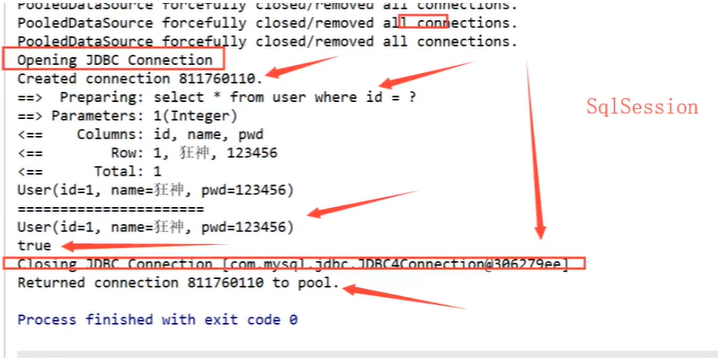 PooledDataSource forcefully closed/removed all connections.
PooledDataSource forcefully closed/removed all connections.
PooledDataSource forcefully closed/removed all connections.
Opening JDBC Connection
Created connection 811760110.
==>  Preparing: select * from user where id = ?
==> Parameters: 1(Integer)
<==    Columns: id, name, pwd
<==        Row: 1, 狂神, 123456
<==      Total: 1
User(id=1, name=狂神, pwd=123456)
=======================
User(id=1, name=狂神, pwd=123456)
true
Closing JDBC Connection [com.mysql.jdbc.JDBC4Connection@306279ee]
Returned connection 811760110 to pool.
Process finished with exit code 0
SqlSession